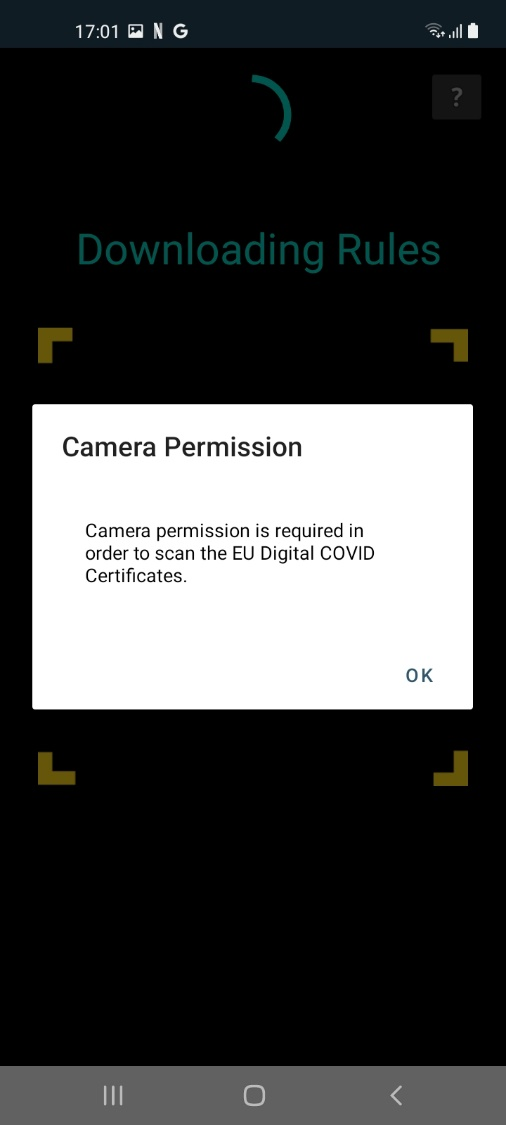 17:01 N G
?
Downloading Rules
Camera Permission
Camera permission is required in
order to scan the EU Digital COVID
Certificates.
OK